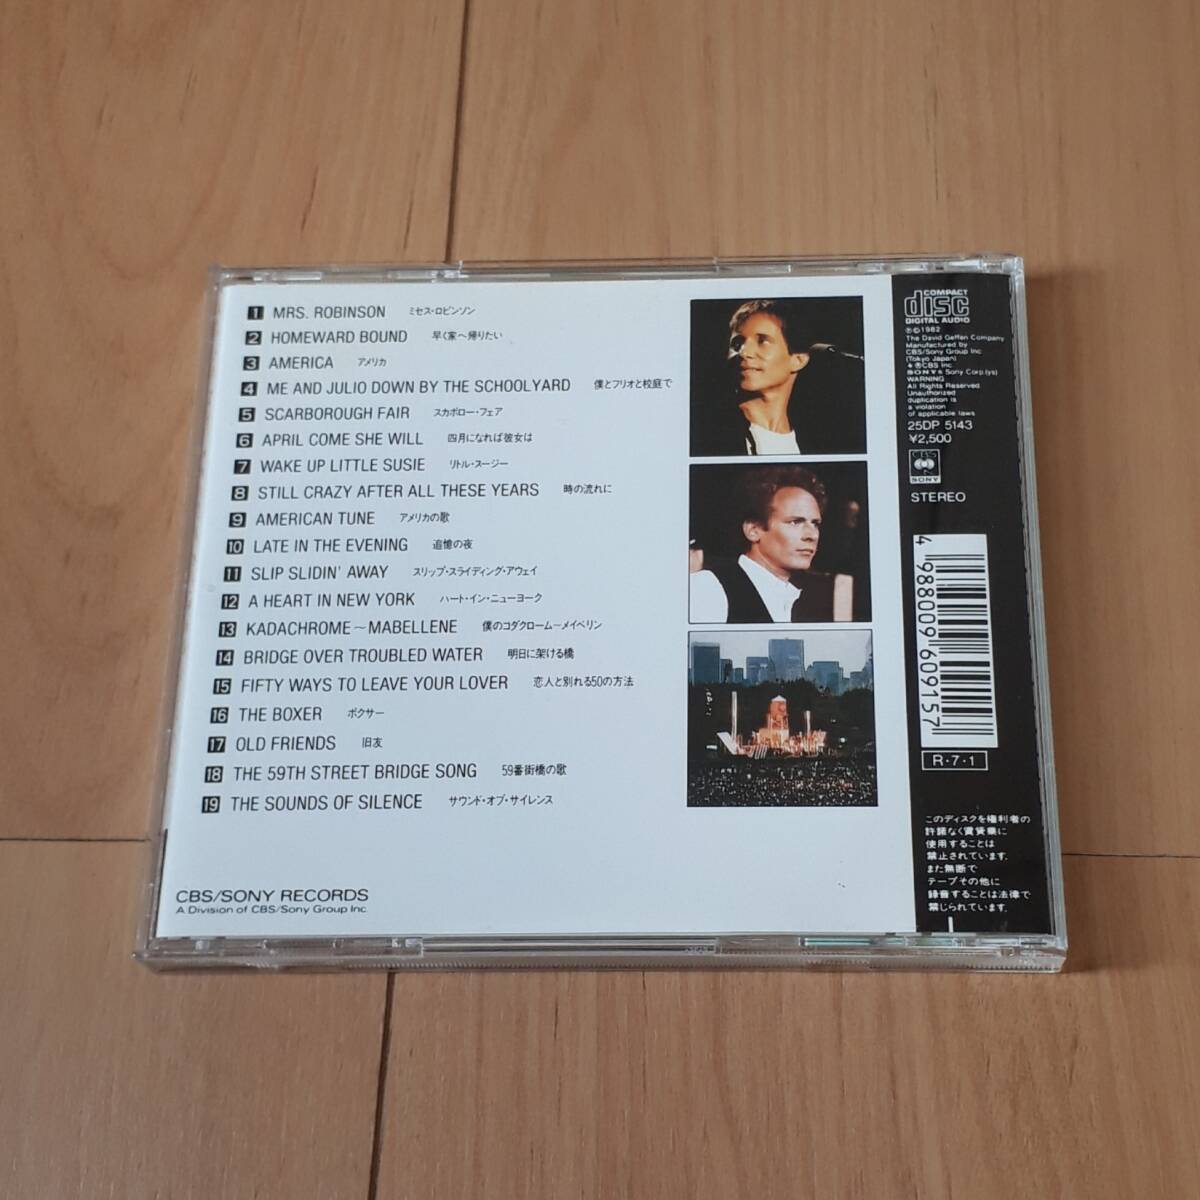 1 MRS. ROBINSON ミセス・ロビンソン
2 HOMEWARD BOUND 早く家へ帰りたい
3 AMERICA アメリカ
4 ME AND JULIO DOWN BY THE SCHOOLYARD 僕とフリオと校庭で
5 SCARBOROUGH FAIR スカボロー・フェア
6 APRIL COME SHE WILL 四月になれば彼女は
7 WAKE UP LITTLE SUSIE リトル・スージー
8 STILL CRAZY AFTER ALL THESE YEARS 時の流れに
9 AMERICAN TUNE アメリカの歌
10 LATE IN THE EVENING 追憶の夜
11 SLIP SLIDIN' AWAY スリップ・スライディング・アウェイ
12 A HEART IN NEW YORK ハート・イン・ニューヨーク
13 KADACHROME~MABELLENE 僕のコダクローム~メイベリン
14 BRIDGE OVER TROUBLED WATER 明日に架ける橋
15 FIFTY WAYS TO LEAVE YOUR LOVER 恋人と別れる50の方法
16 THE BOXER ボクサー
17 OLD FRIENDS 旧友
18 THE 59TH STREET BRIDGE SONG 59番街橋の歌
19 THE SOUNDS OF SILENCE サウンド・オブ・サイレンス
CBS/SONY RECORDS
A Division of CBS/Sony Group Inc.
COMPACT
disc
DIGITAL AUDIO
℗©1982
The David Geffen Company
Manufactured by
CBS/Sony Group Inc.
(Tokyo Japan)
℗CBS Inc
SONY® Sony Corp.(ys)
WARNING
All Rights Reserved
Unauthorized
duplication is
a violation
of applicable laws
25DP 5143
¥2,500
CBS
SONY
STEREO
4 988009 609157
R・7・1
このディスクを権利者の
許諾なく賃貸業に
使用することは
禁止されています。
また無断で
テープその他に
録音することは法律で
禁じられています。